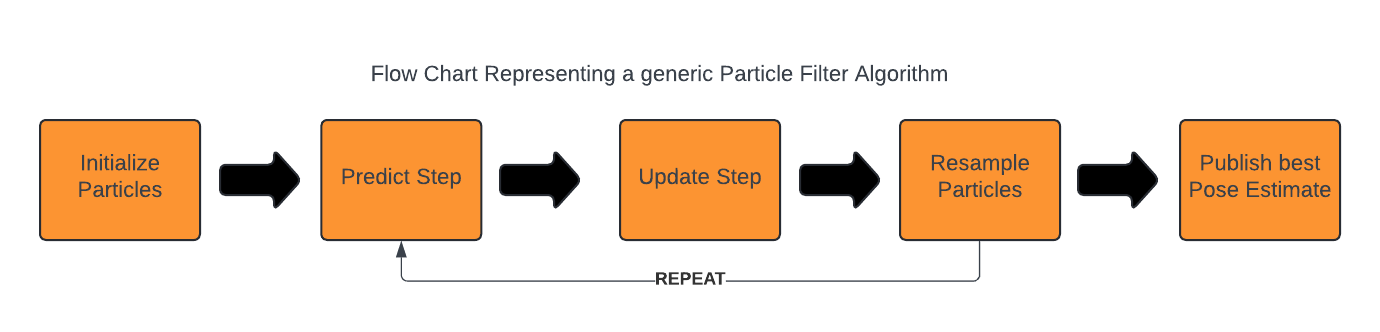 Flow Chart Representing a generic Particle Filter Algorithm
Initialize
Particles
Predict Step
Update Step
Resample
Particles
Publish best
Pose Estimate
REPEAT